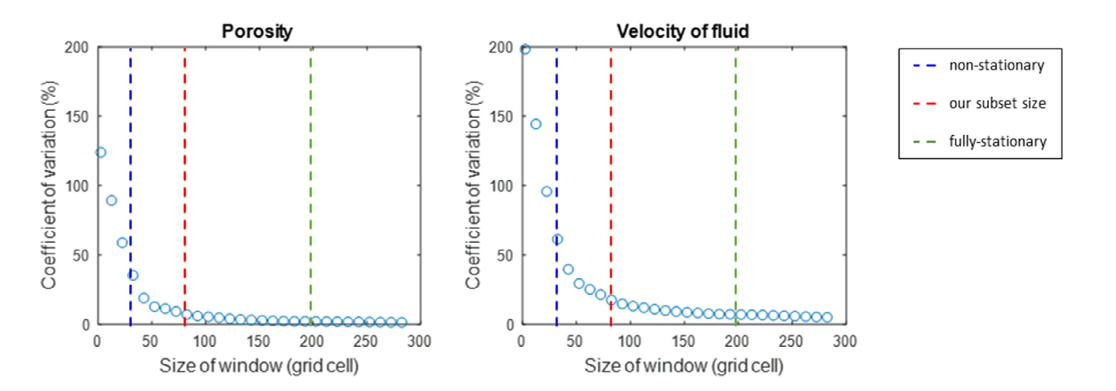 Porosity
200
150
100
50
0
Coefficient of variation (%)
0 50 100 150 200 250 300
Size of window (grid cell)
Velocity of fluid
200
150
100
50
0
Coefficient of variation (%)
0 50 100 150 200 250 300
Size of window (grid cell)
non-stationary
our subset size
fully-stationary